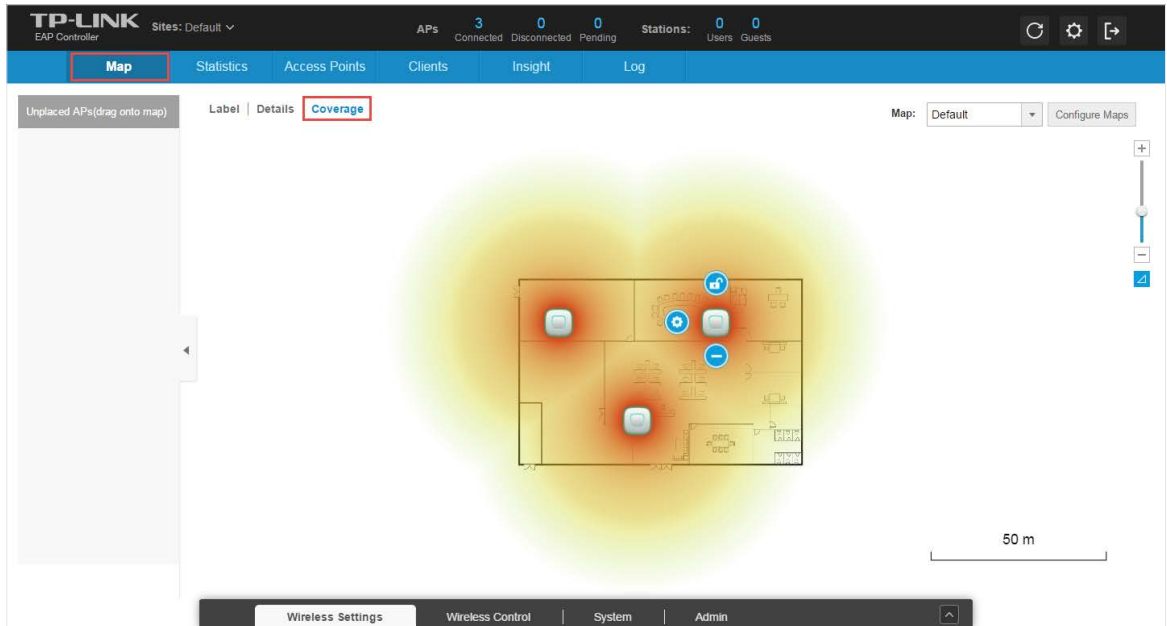 TP-LINK
EAP Controller
Sites: Default
APs 3 0 0 Stations: 0 0
Connected Disconnected Pending Users Guests
Map Statistics Access Points Clients Insight Log
Unplaced APs(drag onto map)
Label | Details Coverage
Map: Default Configure Maps
50 m
Wireless Settings Wireless Control | System | Admin